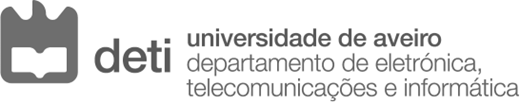 deti
universidade de aveiro
departamento de eletrónica,
telecomunicações e informática